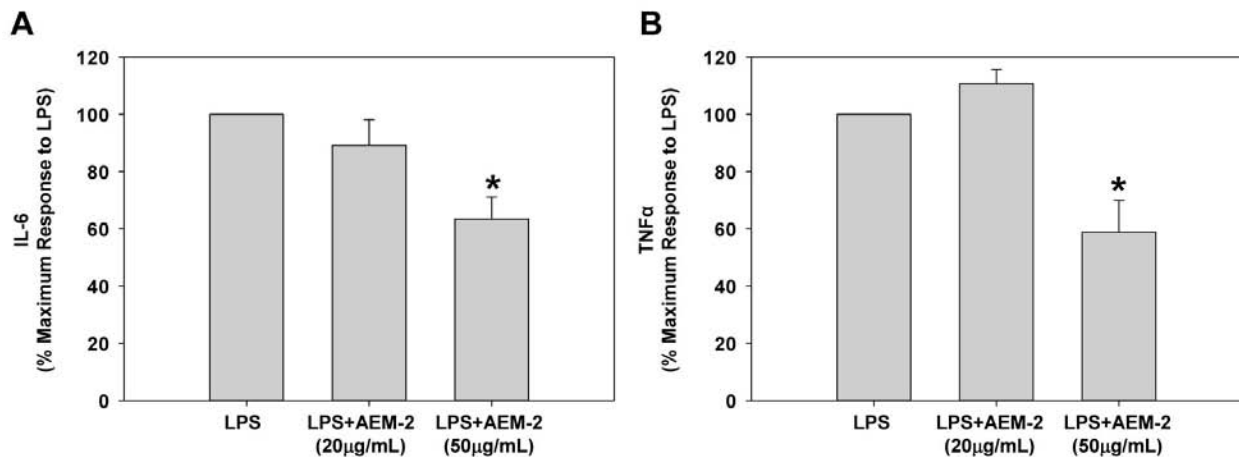 A
IL-6
(% Maximum Response to LPS)
120
100
80
60
40
20
0
*
LPS
LPS+AEM-2
(20μg/mL)
LPS+AEM-2
(50μg/mL)
B
TNFα
(% Maximum Response to LPS)
120
100
80
60
40
20
0
*
LPS
LPS+AEM-2
(20μg/mL)
LPS+AEM-2
(50μg/mL)